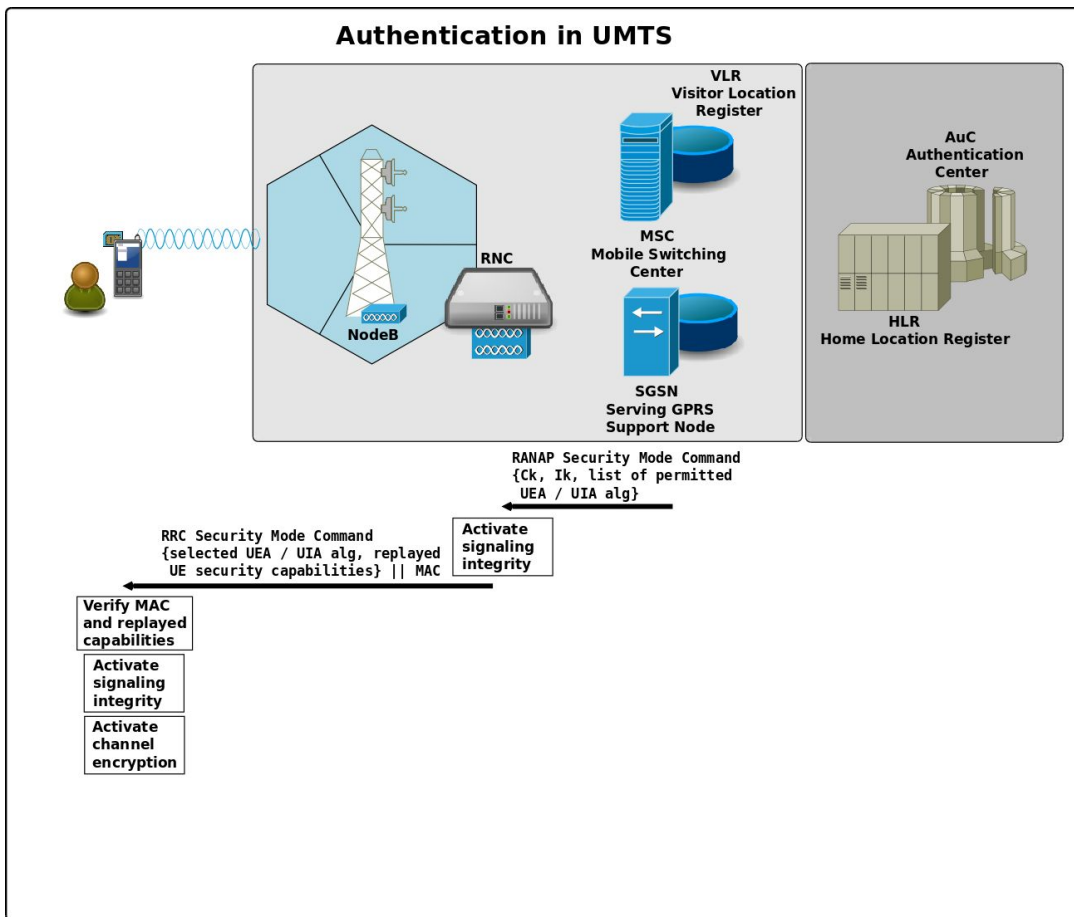 Authentication in UMTS
VLR
Visitor Location
Register
AuC
Authentication
Center
MSC
Mobile Switching
Center
RNC
NodeB
HLR
Home Location Register
SGSN
Serving GPRS
Support Node
RANAP Security Mode Command
{Ck, Ik, list of permitted
UEA / UIA alg}
Activate
signaling
integrity
RRC Security Mode Command
{selected UEA / UIA alg, replayed
UE security capabilities} || MAC
Verify MAC
and replayed
capabilities
Activate
signaling
integrity
Activate
channel
encryption